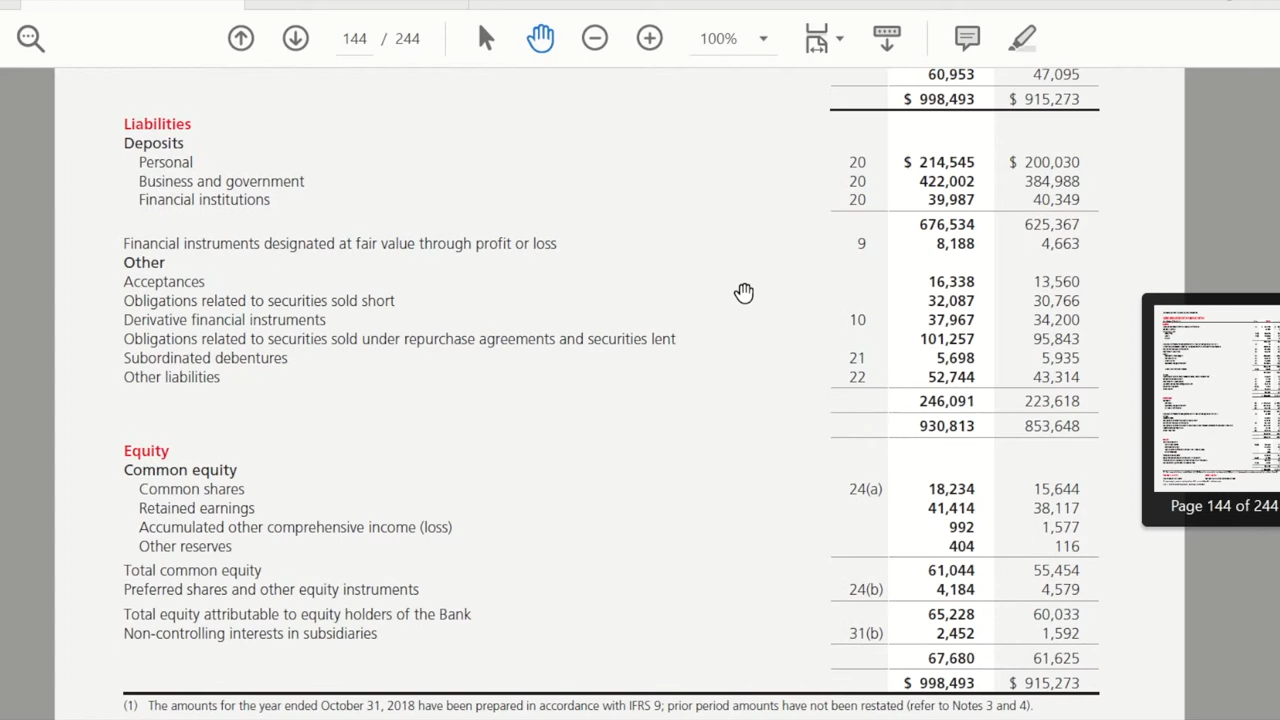 144 / 244 100%
60,953 47,095
$ 998,493 $ 915,273
Liabilities
Deposits
Personal 20 $ 214,545 $ 200,030
Business and government 20 422,002 384,988
Financial institutions 20 39,987 40,349
676,534 625,367
Financial instruments designated at fair value through profit or loss 9 8,188 4,663
Other
Acceptances 16,338 13,560
Obligations related to securities sold short 32,087 30,766
Derivative financial instruments 10 37,967 34,200
Obligations related to securities sold under repurchase agreements and securities lent 101,257 95,843
Subordinated debentures 21 5,698 5,935
Other liabilities 22 52,744 43,314
246,091 223,618
930,813 853,648
Equity
Common equity
Common shares 24(a) 18,234 15,644
Retained earnings 41,414 38,117
Accumulated other comprehensive income (loss) 992 1,577
Other reserves 404 116
Total common equity 61,044 55,454
Preferred shares and other equity instruments 24(b) 4,184 4,579
Total equity attributable to equity holders of the Bank 65,228 60,033
Non-controlling interests in subsidiaries 31(b) 2,452 1,592
67,680 61,625
$ 998,493 $ 915,273
(1) The amounts for the year ended October 31, 2018 have been prepared in accordance with IFRS 9; prior period amounts have not been restated (refer to Notes 3 and 4).
Page 144 of 244